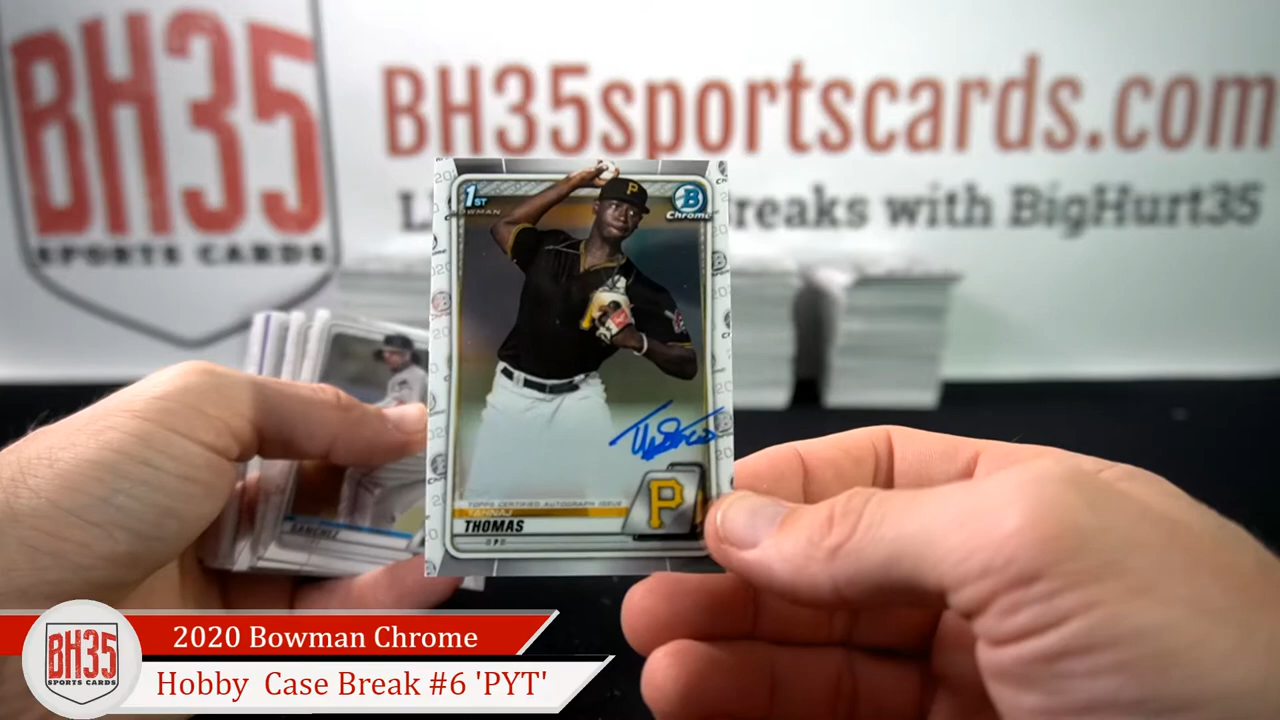 BH35
SPORTS CARDS
BH35sportscards.com
reaks with BigHurt35
1ST
B
Chrome
P
TOPPS CERTIFIED AUTOGRAPH ISSUE
TAHNAJ
THOMAS
P
P
SANCHEZ
BH35
SPORTS CARDS
2020 Bowman Chrome
Hobby Case Break #6 'PYT'